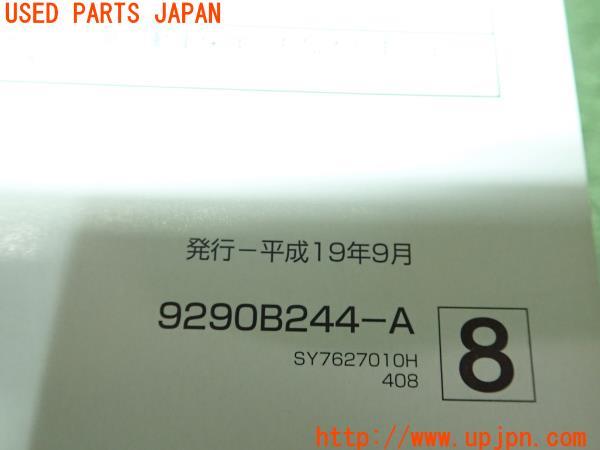 USED PARTS JAPAN
発行－平成19年9月
9290B244－A
SY7627010H
408
8
http://www.upjpn.com/